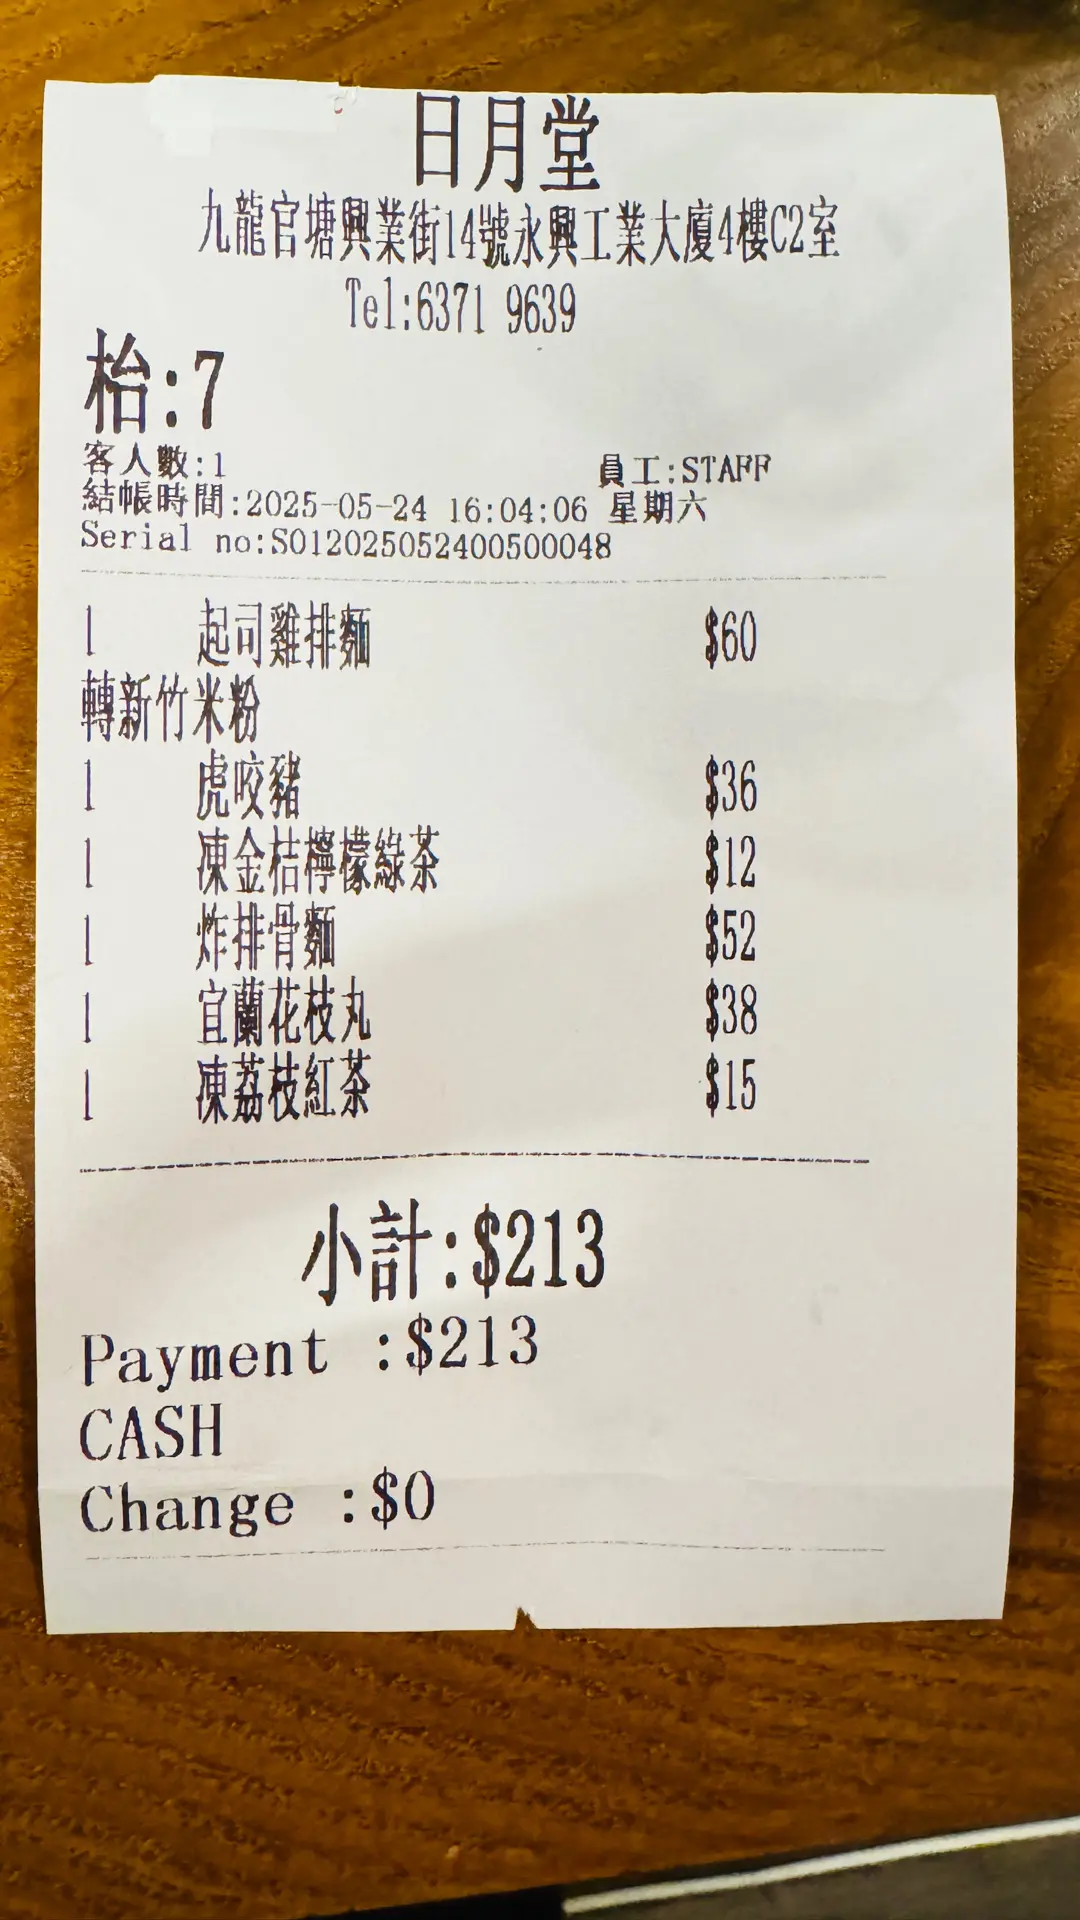 日月堂
九龍官塘興業街14號永興工業大廈4樓C2室
Tel:6371 9639
枱:7
客人數:1 員工:STAFF
結帳時間:2025-05-24 16:04:06 星期六
Serial no:S012025052400500048
1 起司雞排麵 $60
轉新竹米粉
1 虎咬豬 $36
1 凍金桔檸檬綠茶 $12
1 炸排骨麵 $52
1 宜蘭花枝丸 $38
1 凍荔枝紅茶 $15
小計:$213
Payment :$213
CASH
Change :$0